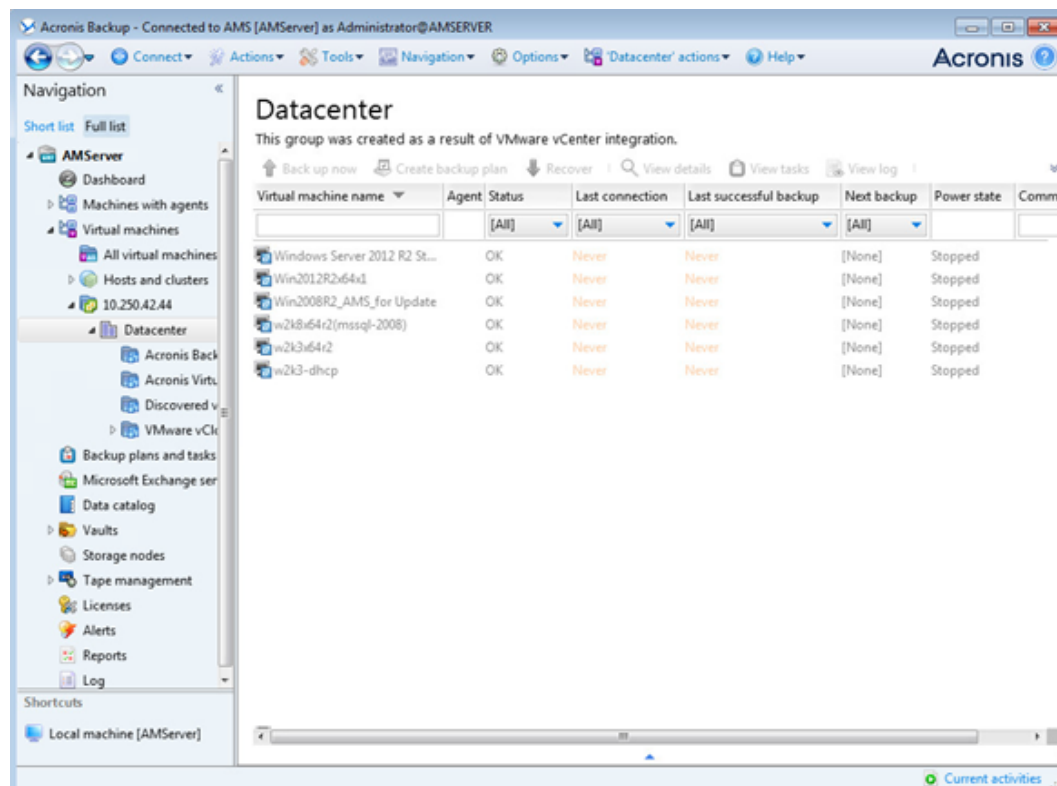 Acronis Backup - Connected to AMS [AMServer] as Administrator@AMSERVER
Connect Actions Tools Navigation Options 'Datacenter' actions Help Acronis
Navigation
Short list Full list
AMServer
Dashboard
Machines with agents
Virtual machines
All virtual machines
Hosts and clusters
10.250.42.44
Datacenter
Acronis Back
Acronis Virtu
Discovered v
VMware vClo
Backup plans and tasks
Microsoft Exchange ser
Data catalog
Vaults
Storage nodes
Tape management
Licenses
Alerts
Reports
Log
Shortcuts
Local machine [AMServer]
Datacenter
This group was created as a result of VMware vCenter integration.
Back up now Create backup plan Recover View details View tasks View log
Virtual machine name Agent Status Last connection Last successful backup Next backup Power state Comm
[All] [All] [All] [All]
Windows Server 2012 R2 St... OK Never Never [None] Stopped
Win2012R2x64x1 OK Never Never [None] Stopped
Win2008R2_AMS_for Update OK Never Never [None] Stopped
w2k8x64r2(mssql-2008) OK Never Never [None] Stopped
w2k3x64r2 OK Never Never [None] Stopped
w2k3-dhcp OK Never Never [None] Stopped
Current activities